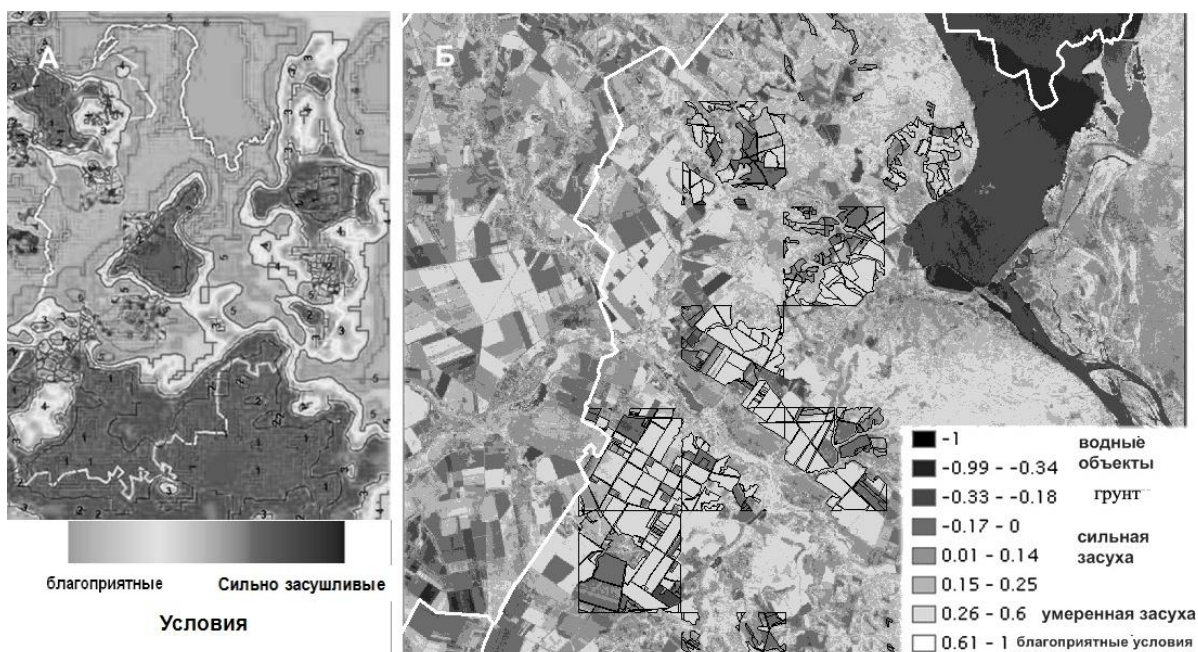 А
благоприятные Сильно засушливые
Условия
Б
-1 водные
объекты
-0.99 - -0.34
-0.33 - -0.18 грунт
-0.17 - 0 сильная
засуха
0.01 - 0.14
0.15 - 0.25
0.26 - 0.6 умеренная засуха
0.61 - 1 благоприятные условия